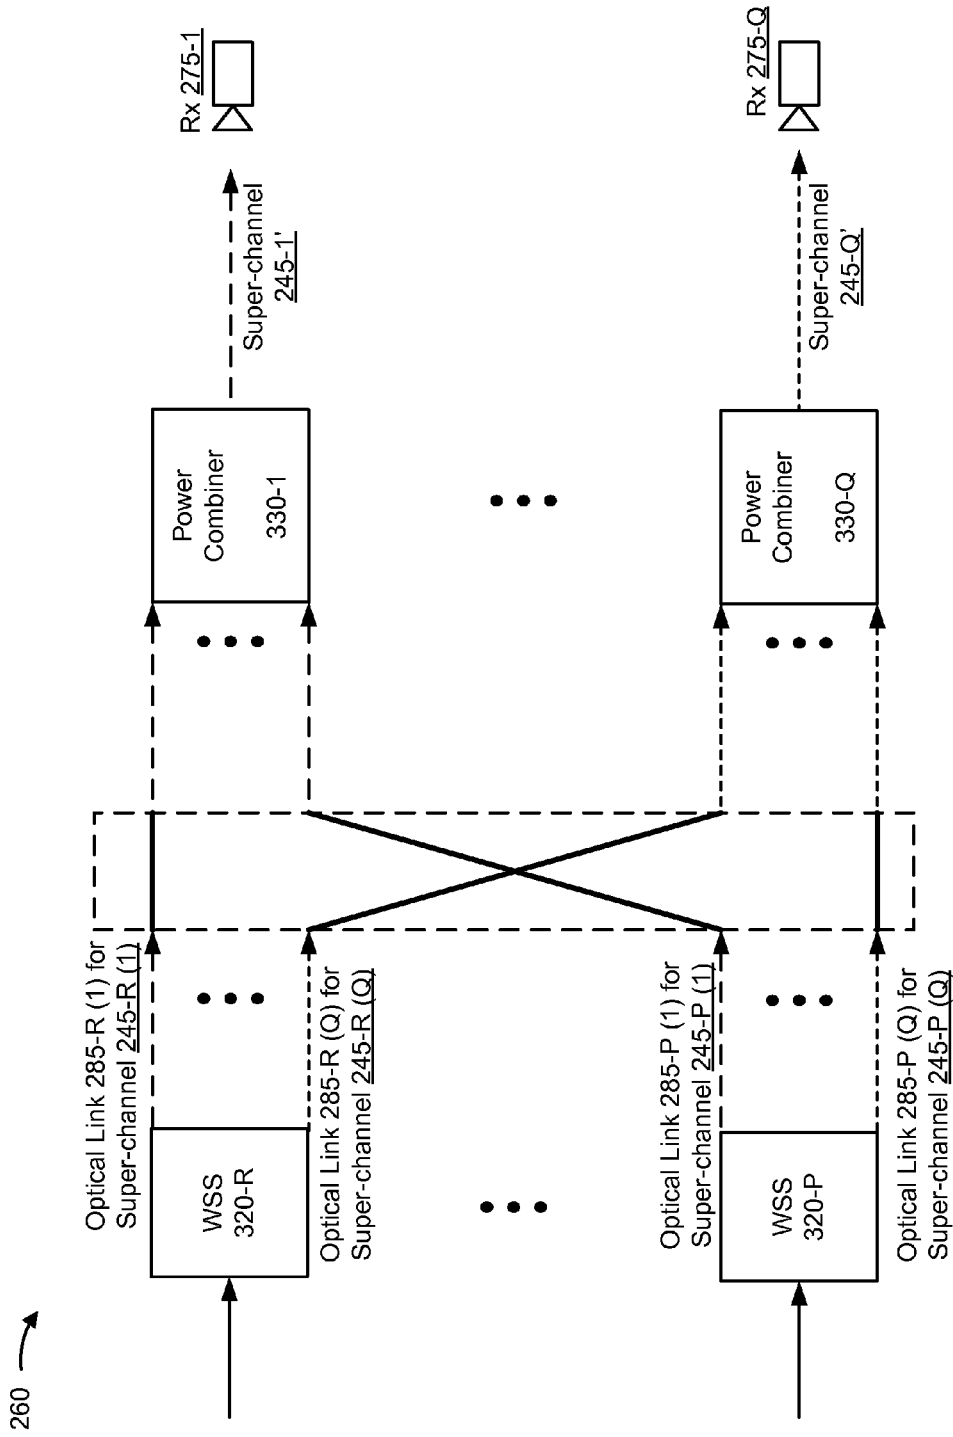 260
Optical Link 285-R (1) for
Super-channel 245-R (1)
WSS
320-R
Optical Link 285-R (Q) for
Super-channel 245-R (Q)
Power
Combiner
330-1
Super-channel
245-1'
Rx 275-1
Optical Link 285-P (1) for
Super-channel 245-P (1)
WSS
320-P
Optical Link 285-P (Q) for
Super-channel 245-P (Q)
Power
Combiner
330-Q
Super-channel
245-Q'
Rx 275-Q